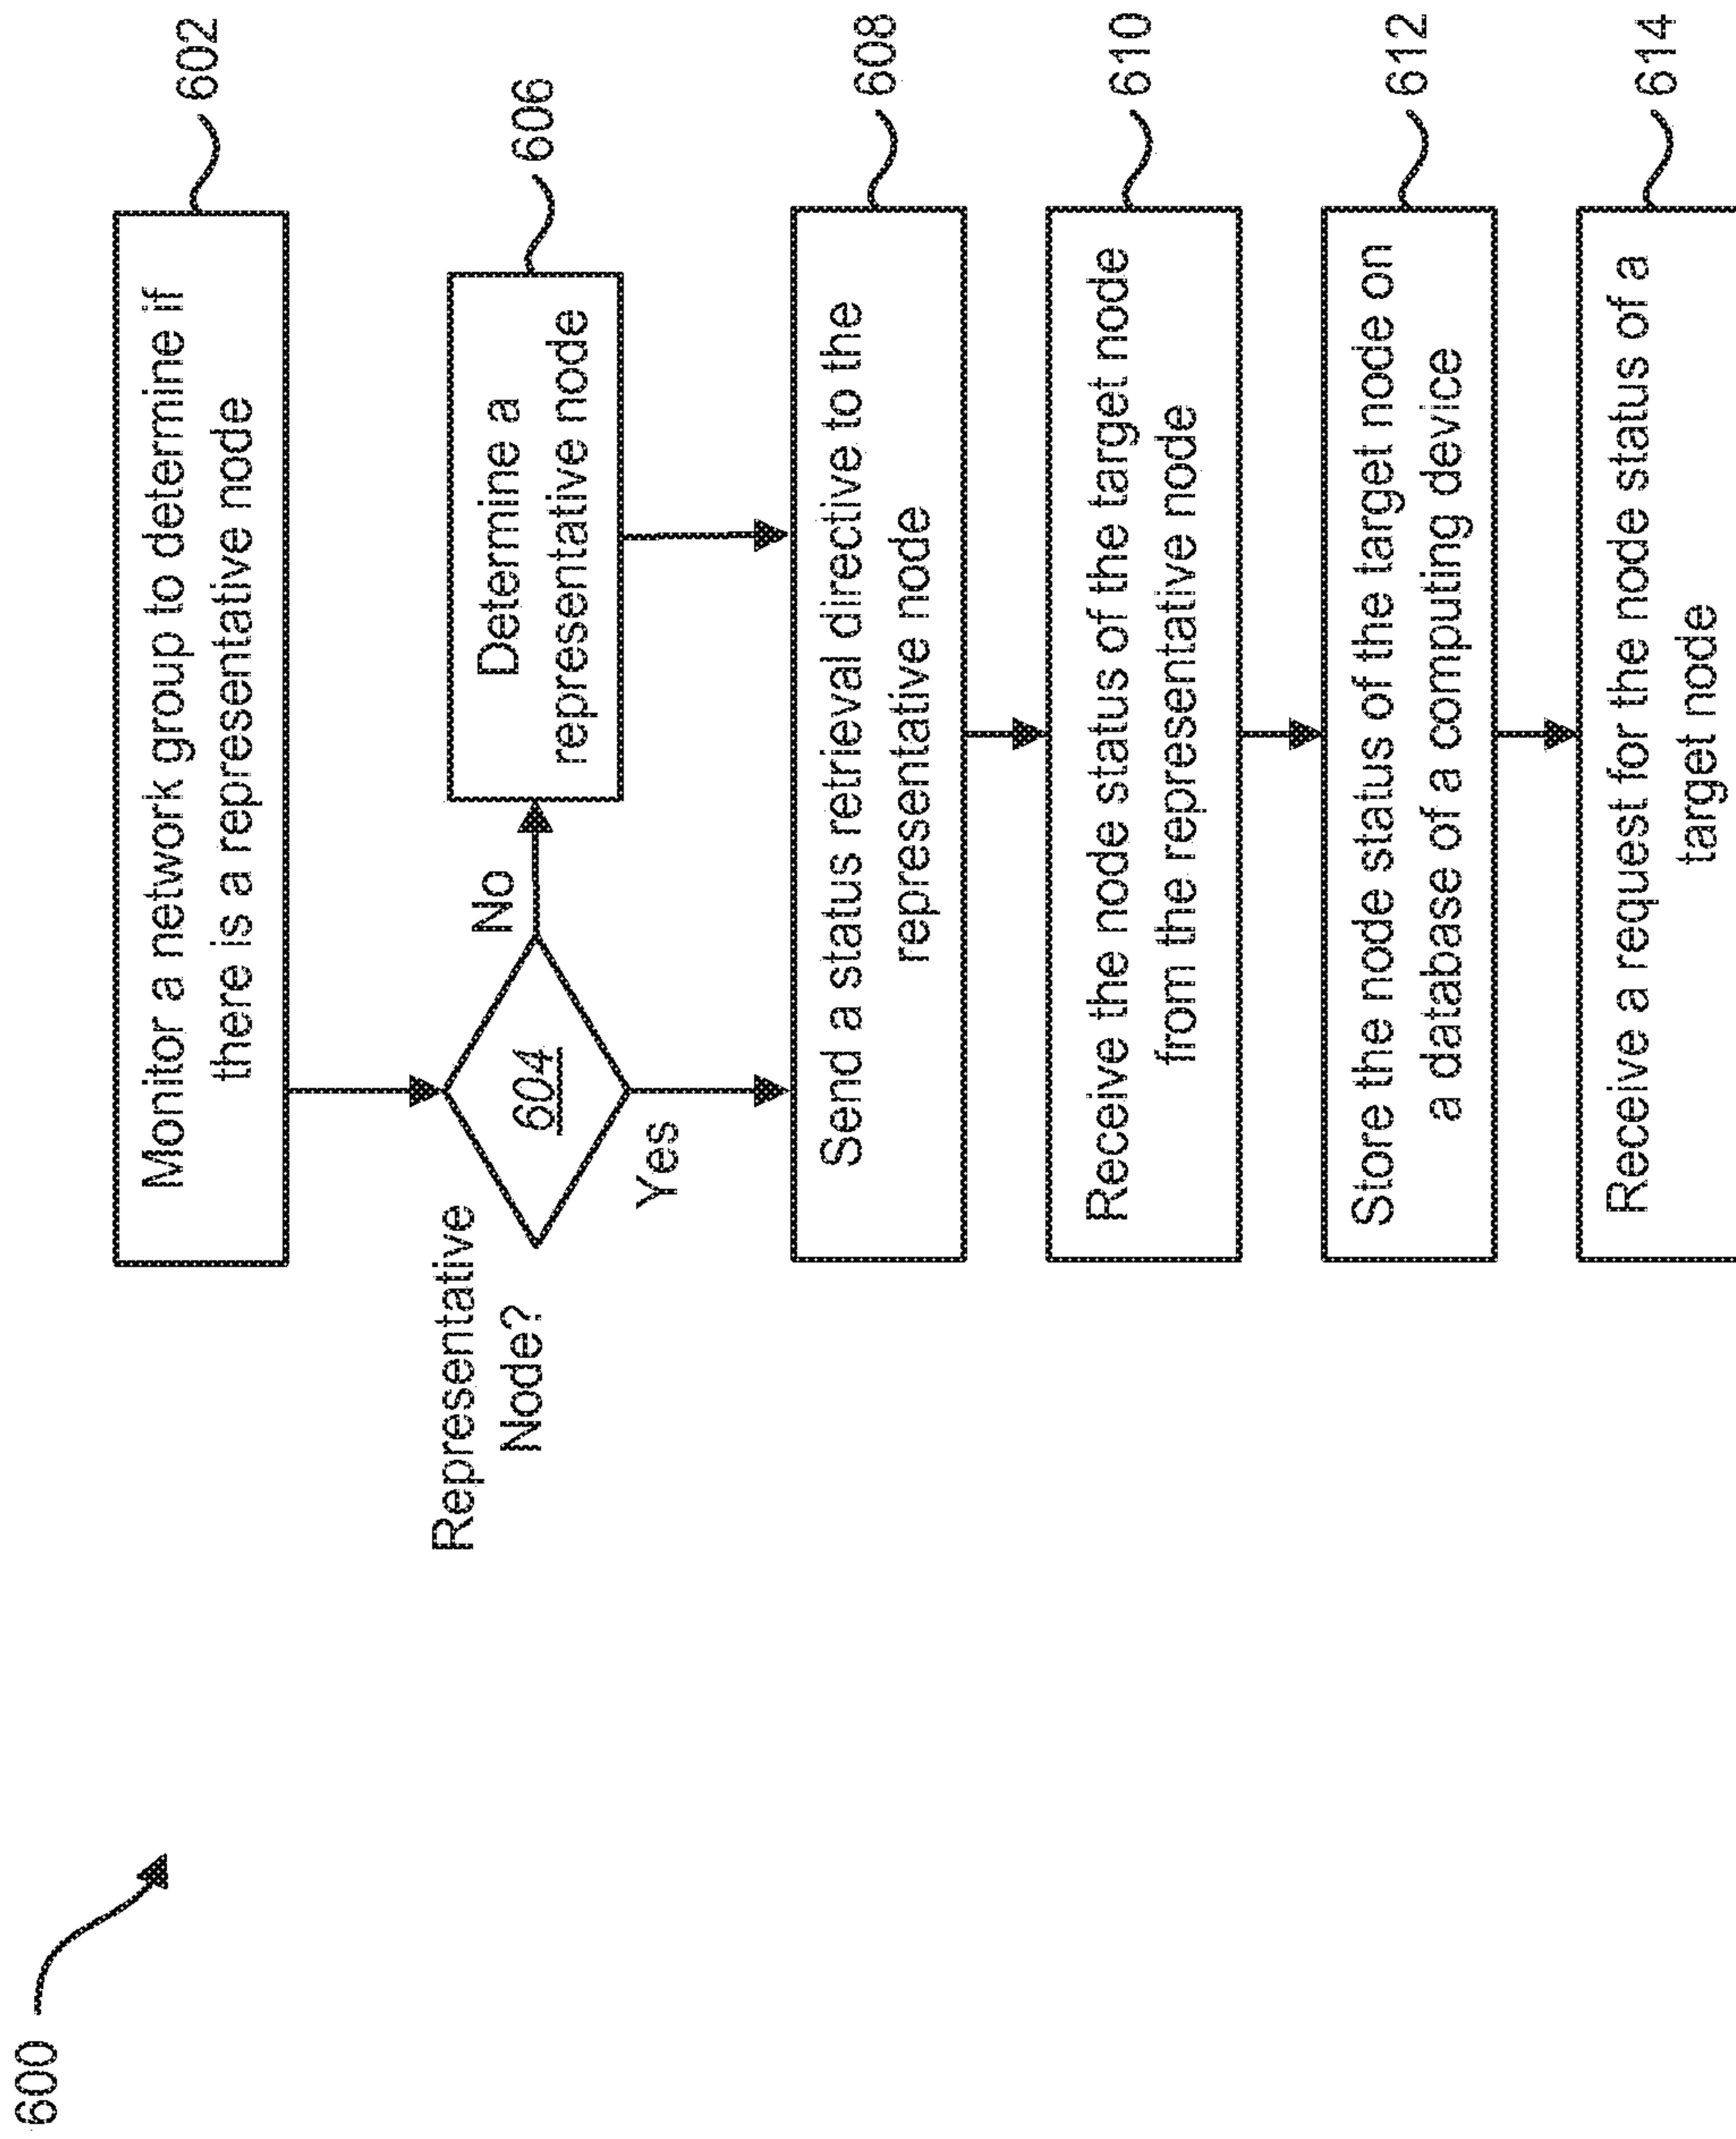 600
Monitor a network group to determine if
there is a representative node
602
Representative
Node?
604
No
Yes
Determine a
representative node
606
Send a status retrieval directive to the
representative node
608
Receive the node status of the target node
from the representative node
610
Store the node status of the target node on
a database of a computing device
612
Receive a request for the node status of a
target node
614